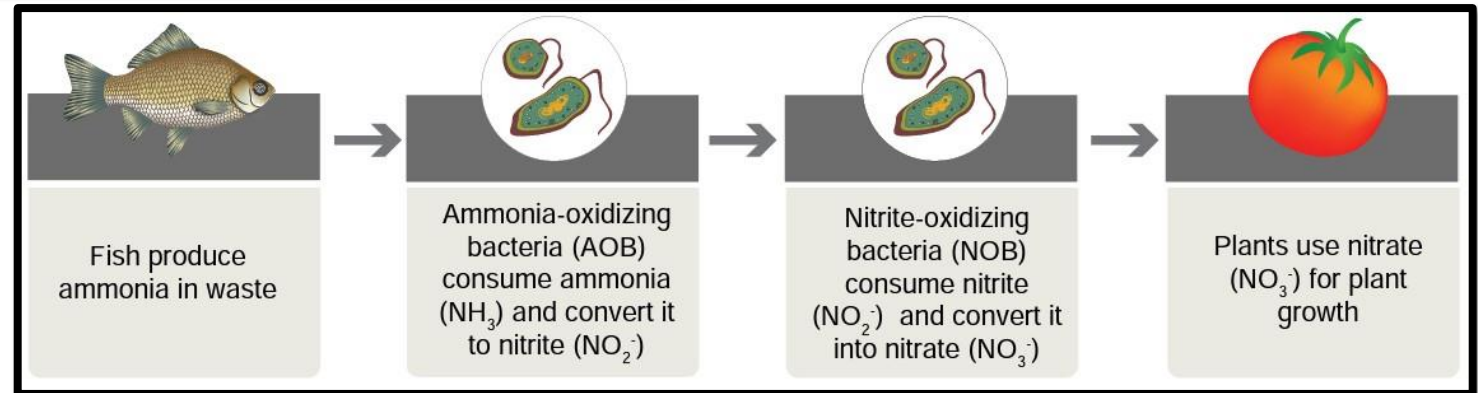 Fish produce
ammonia in waste
Ammonia-oxidizing
bacteria (AOB)
consume ammonia
(NH₃) and convert it
to nitrite (NO₂⁻)
Nitrite-oxidizing
bacteria (NOB)
consume nitrite
(NO₂⁻) and convert it
into nitrate (NO₃⁻)
Plants use nitrate
(NO₃⁻) for plant
growth